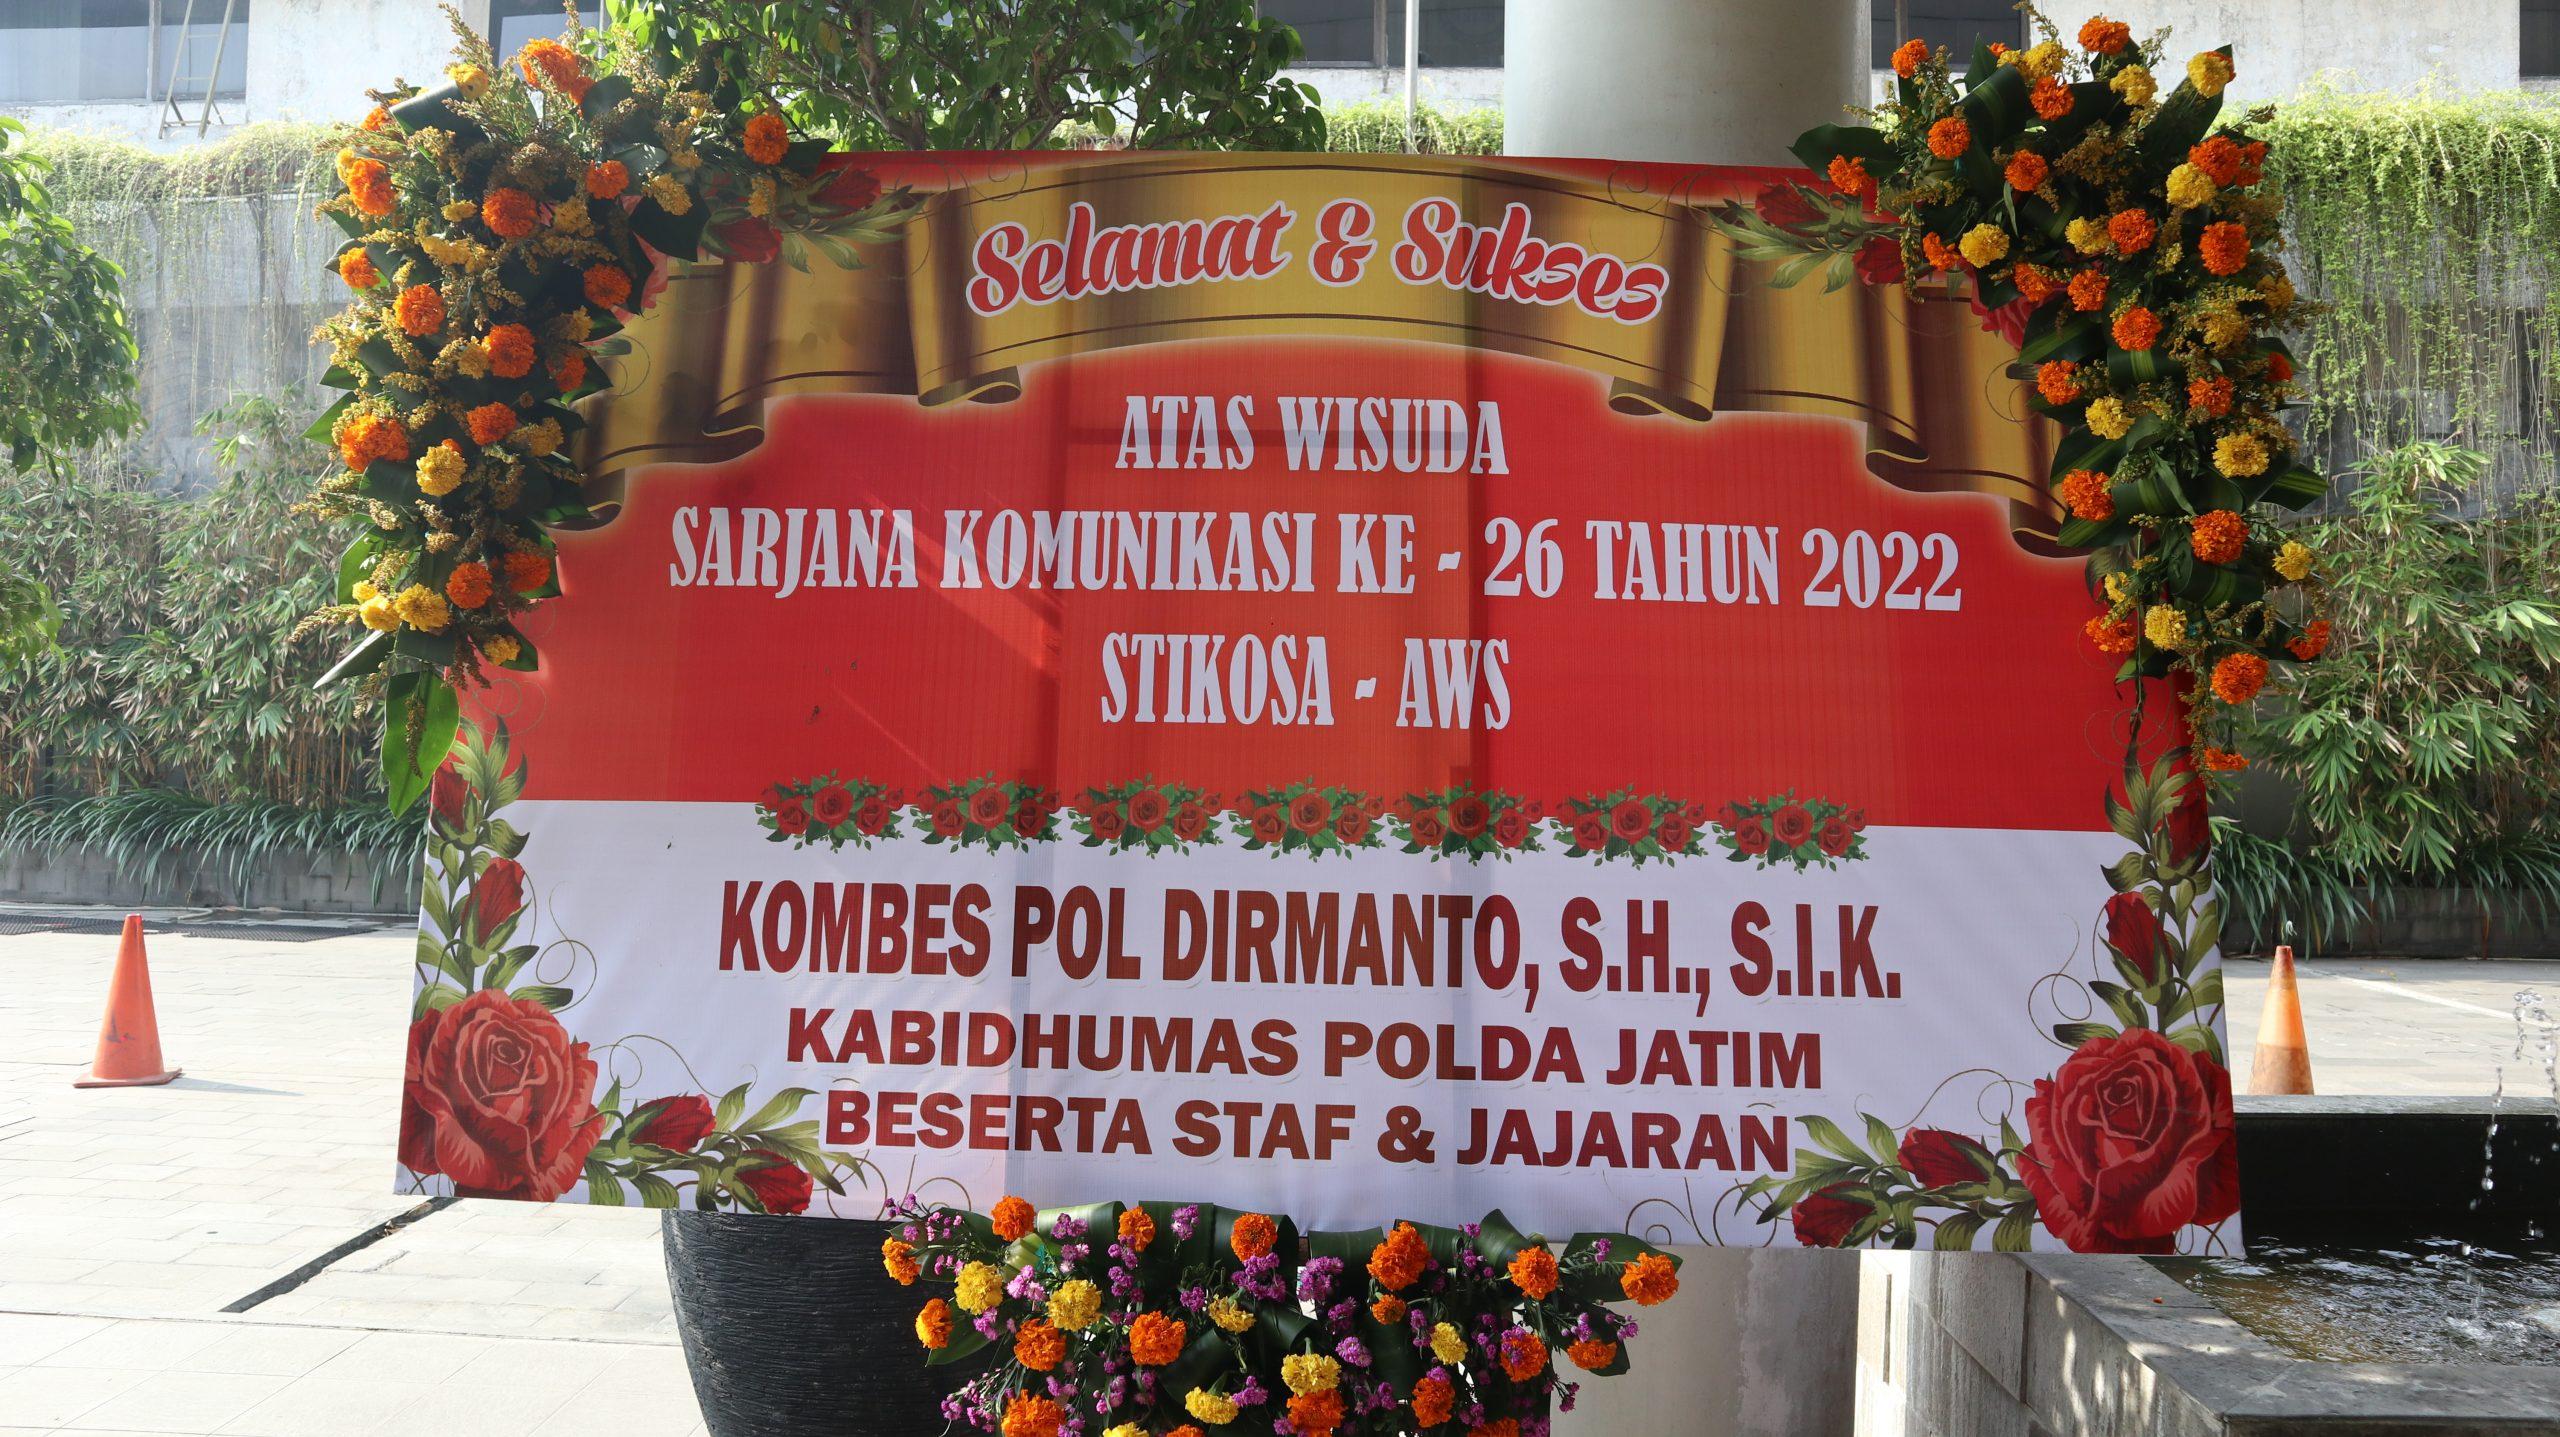 Selamat & Sukses
ATAS WISUDA
SARJANA KOMUNIKASI KE - 26 TAHUN 2022
STIKOSA - AWS
KOMBES POL DIRMANTO, S.H., S.I.K.
KABIDHUMAS POLDA JATIM
BESERTA STAF & JAJARAN